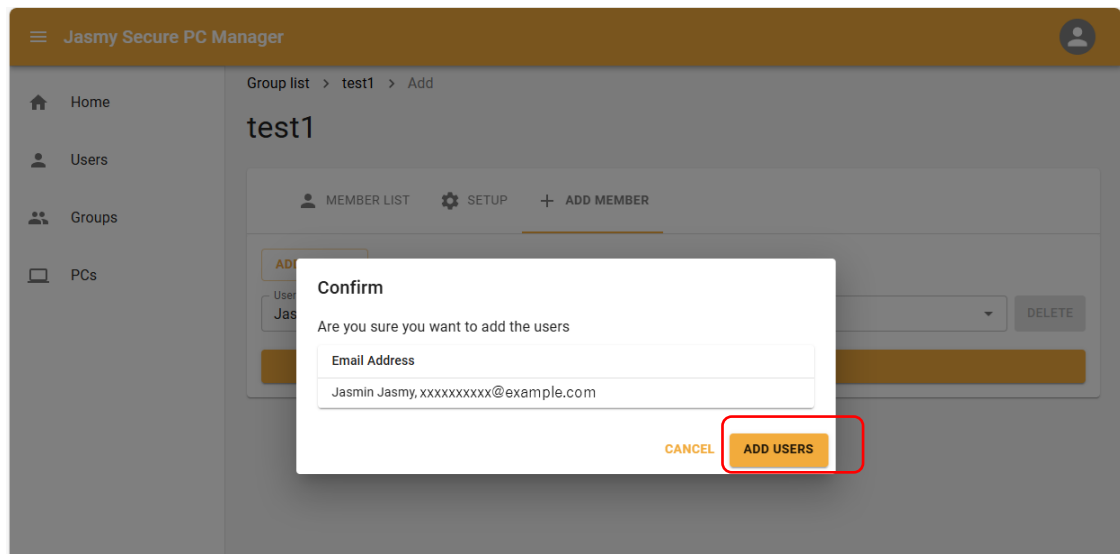 Jasmy Secure PC Manager
Home
Users
Groups
PCs
Group list > test1 > Add
test1
MEMBER LIST
SETUP
ADD MEMBER
Confirm
Are you sure you want to add the users
Email Address
Jasmin Jasmy, xxxxxxxxxx@example.com
CANCEL
ADD USERS
DELETE